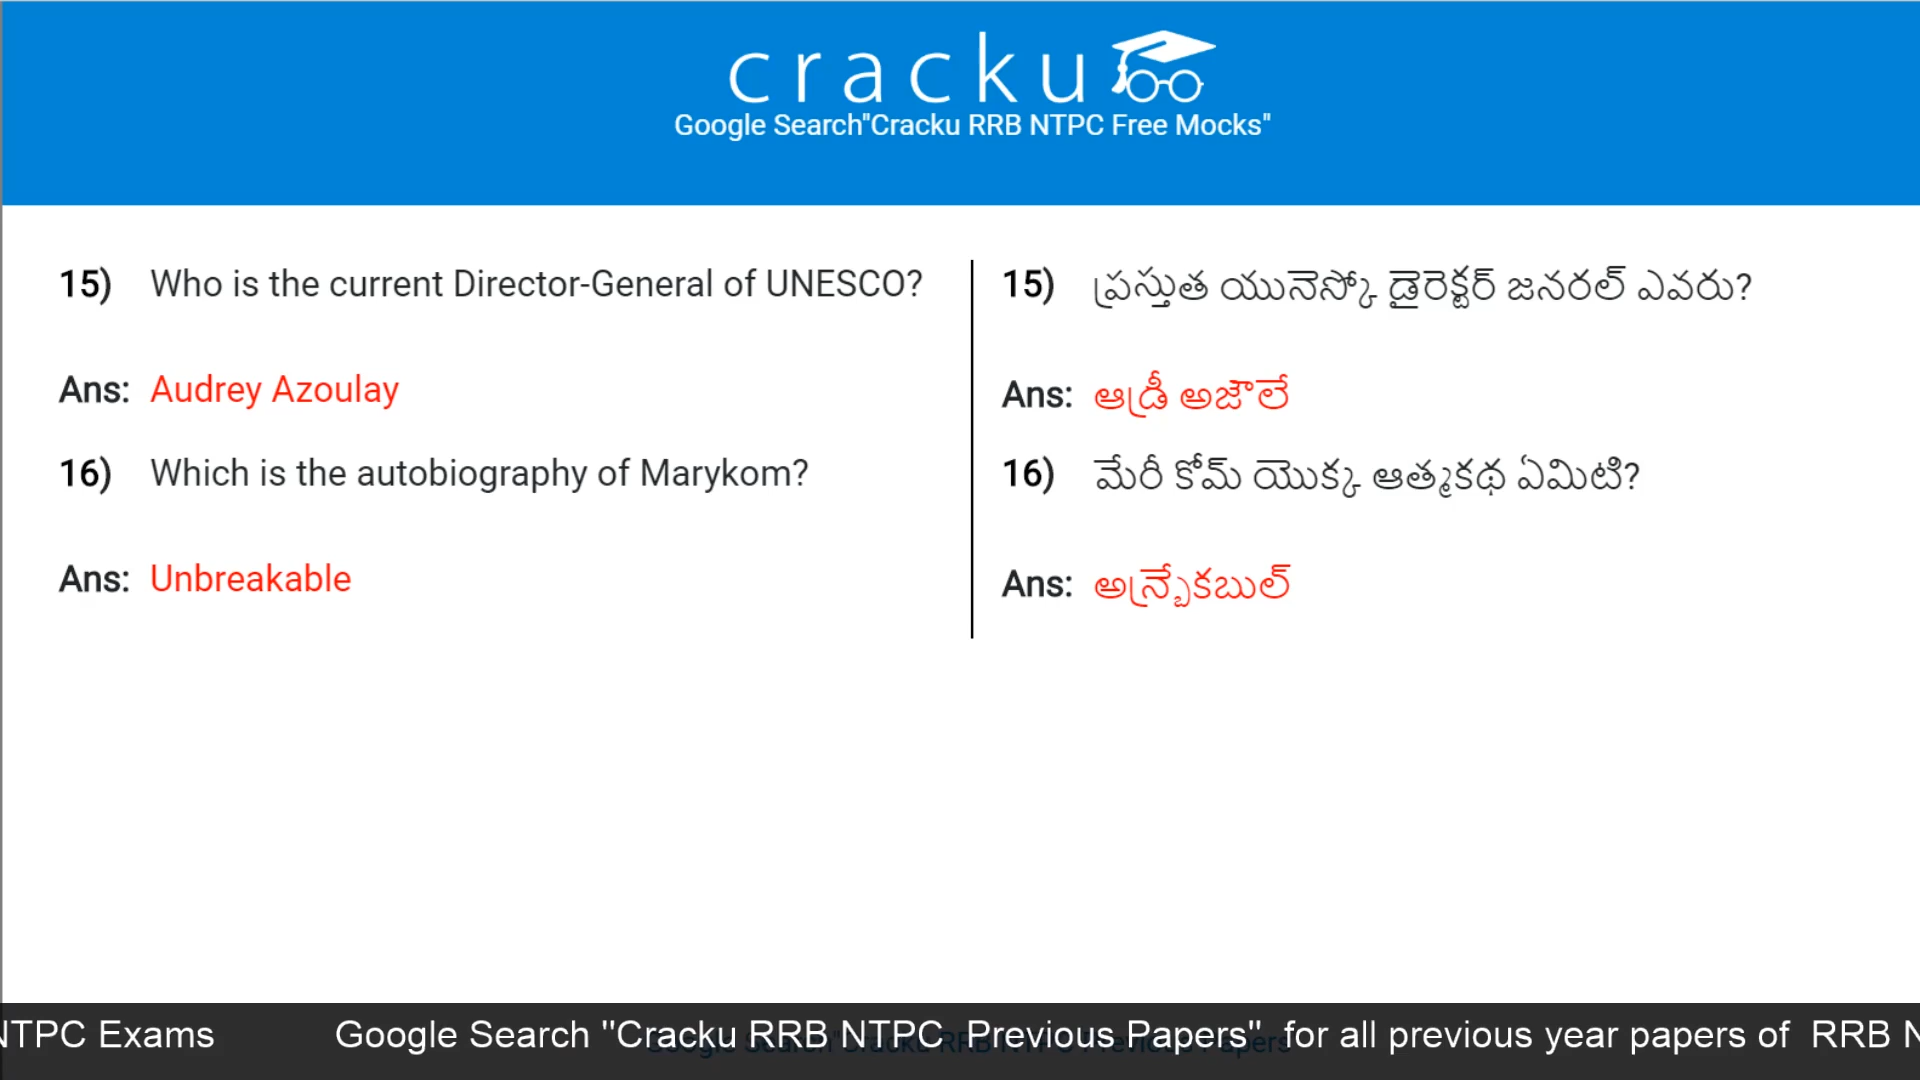 cracku
Google Search"Cracku RRB NTPC Free Mocks"
15) Who is the current Director-General of UNESCO?
Ans: Audrey Azoulay
16) Which is the autobiography of Marykom?
Ans: Unbreakable
15) ప్రస్తుత యునెస్కో డైరెక్టర్ జనరల్ ఎవరు?
Ans: ఆడ్రీ అజౌలే
16) మేరీ కోమ్ యొక్క ఆత్మకథ ఏమిటి?
Ans: అన్బ్రేకబుల్
NTPC Exams Google Search "Cracku RRB NTPC Previous Papers" for all previous year papers of RRB N